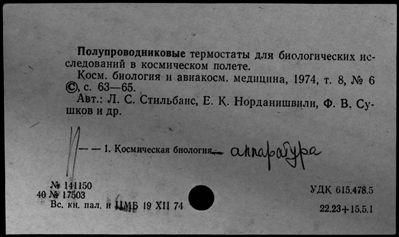 Полупроводниковые термостаты для биологических ис-
следований в космическом полете.
Косм. биология и авиакосм. медицина, 1974, т. 8, № 6
©, с. 63—65.
Авт.: Л. С. Стильбанс, Е. К. Норданишвили, Ф. В. Су-
шков и др.
— — 1. Космическая биология — аппаратура
№ 141150
40 № 17503
УДК 615.478.5
Вс. кн. пал. и ЦМБ 19 XII 74
22.23+15.5.1